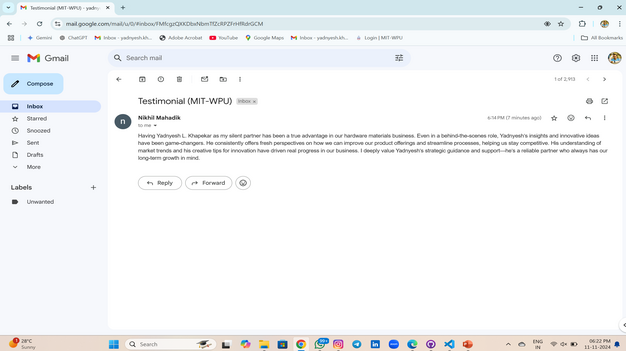 Testimonial (MIT-WPU) - yadny
mail.google.com/mail/u/0/#inbox/FMfcgzQXKDbxNbmTfZcRPZFrHfRdrGCM
Gemini ChatGPT Inbox - yadnyesh.kh... Adobe Acrobat YouTube Google Maps Inbox - yadnyesh.kh... Login | MIT-WPU All Bookmarks
Gmail Search mail
Compose
1 of 2,913
Inbox
Starred
Snoozed
Sent
Drafts
More
Labels
Unwanted
Testimonial (MIT-WPU) Inbox x
n
Nikhil Mahadik 6:14 PM (7 minutes ago)
to me
Having Yadnyesh L. Khapekar as my silent partner has been a true advantage in our hardware materials business. Even in a behind-the-scenes role, Yadnyesh's insights and innovative ideas
have been game-changers. He consistently offers fresh perspectives on how we can improve our product offerings and streamline processes, helping us stay competitive. His understanding of
market trends and his creative tips for innovation have driven real progress in our business. I deeply value Yadnyesh's strategic guidance and support—he's a reliable partner who always has our
long-term growth in mind.
Reply Forward
28°C
Sunny
Search
99+
ENG
IN
06:22 PM
11-11-2024